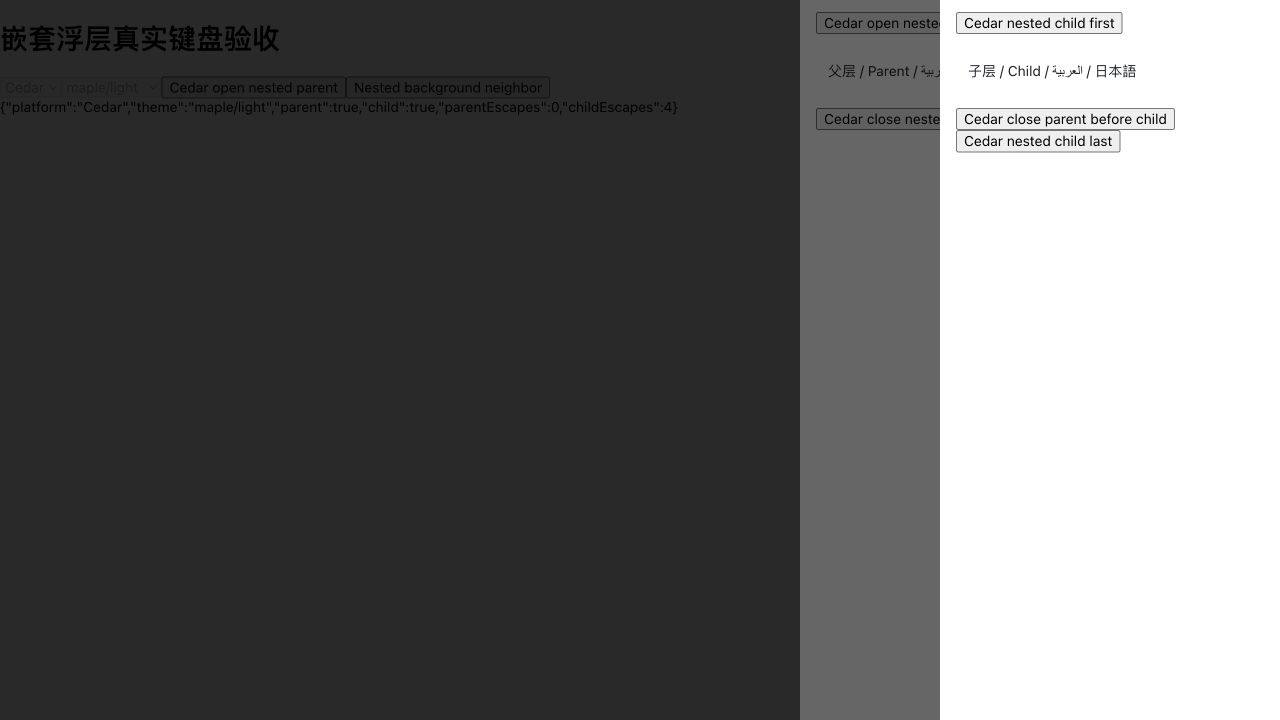 嵌套浮层真实键盘验收
Cedar maple/light Cedar open nested parent Nested background neighbor
{"platform":"Cedar","theme":"maple/light","parent":true,"child":true,"parentEscapes":0,"childEscapes":4}
Cedar open neste
父层 / Parent /
Cedar close neste
Cedar nested child first
子层 / Child / العربية / 日本語
Cedar close parent before child
Cedar nested child last